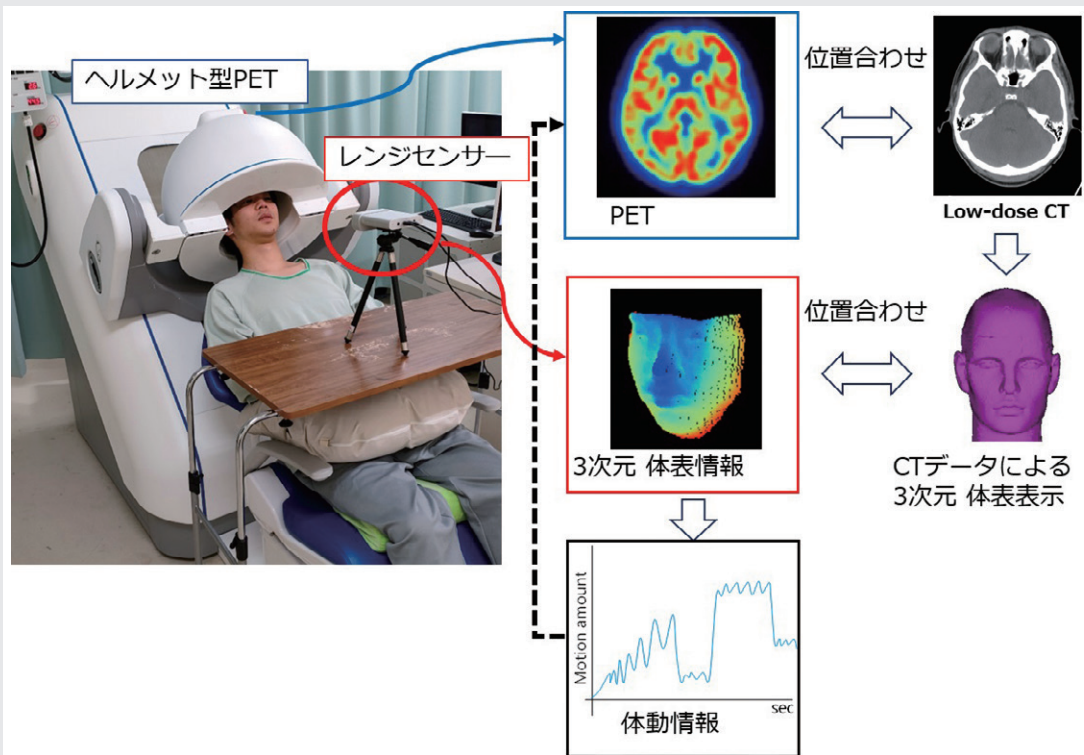 ヘルメット型PET
レンジセンサー
PET
位置合わせ
Low-dose CT
3次元 体表情報
位置合わせ
CTデータによる
3次元 体表表示
Motion amount
sec
体動情報